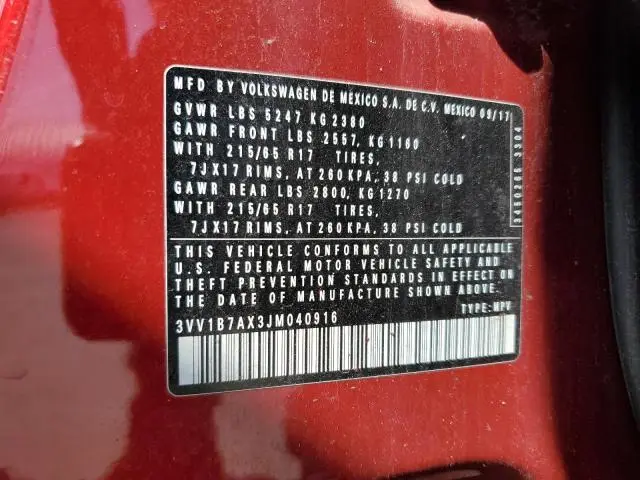 MFD BY VOLKSWAGEN DE MEXICO S.A. DE C.V. MEXICO 09/17
GVWR LBS 5247 KG 2380
GAWR FRONT LBS 2557, KG 1160
WITH 215/65 R17 TIRES,
7JX17 RIMS, AT 260 KPA, 38 PSI COLD
GAWR REAR LBS 2800, KG 1270
WITH 215/65 R17 TIRES,
7JX17 RIMS, AT 260 KPA, 38 PSI COLD
THIS VEHICLE CONFORMS TO ALL APPLICABLE
U.S. FEDERAL MOTOR VEHICLE SAFETY AND
THEFT PREVENTION STANDARDS IN EFFECT ON
THE DATE OF MANUFACTURE SHOWN ABOVE.
3VV1B7AX3JM040916 TYPE:MPV
3450265 3304